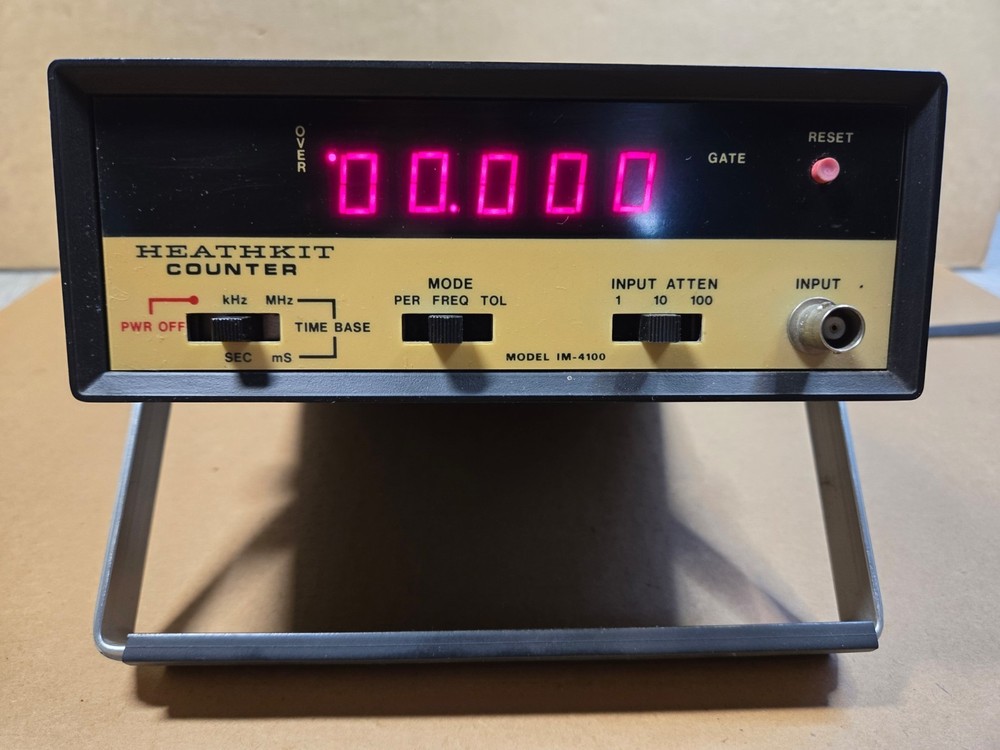 OVER
00.000
GATE
RESET
HEATHKIT
COUNTER
PWR OFF
kHz MHz
SEC mS
TIME BASE
MODE
PER FREQ TOL
INPUT ATTEN
1 10 100
INPUT
MODEL IM-4100